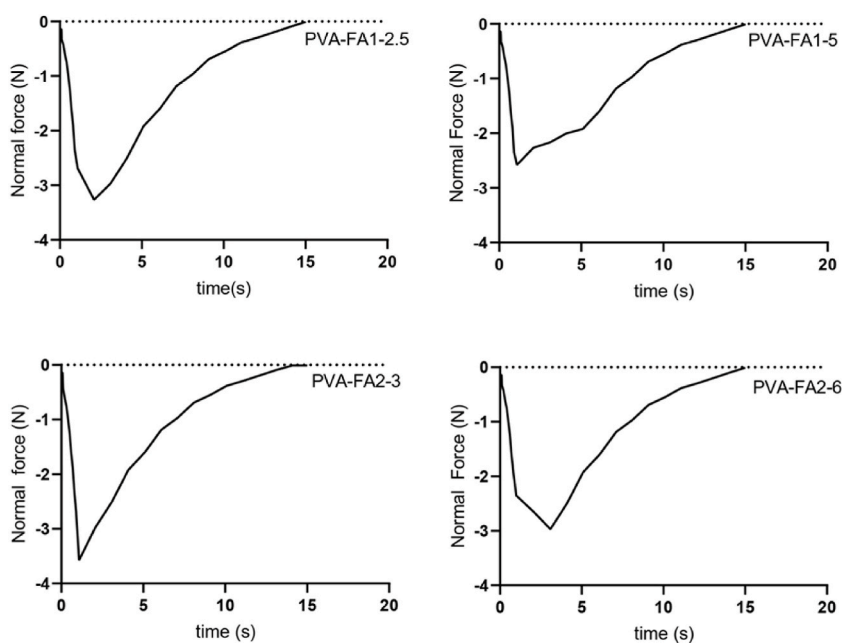 0
-1
-2
-3
-4
Normal force (N)
PVA-FA1-2.5
0 5 10 15 20
time(s)
0
-1
-2
-3
-4
Normal Force (N)
PVA-FA1-5
0 5 10 15 20
time (s)
0
-1
-2
-3
-4
Normal force (N)
PVA-FA2-3
0 5 10 15 20
time (s)
0
-1
-2
-3
-4
Normal Force (N)
PVA-FA2-6
0 5 10 15 20
time (s)